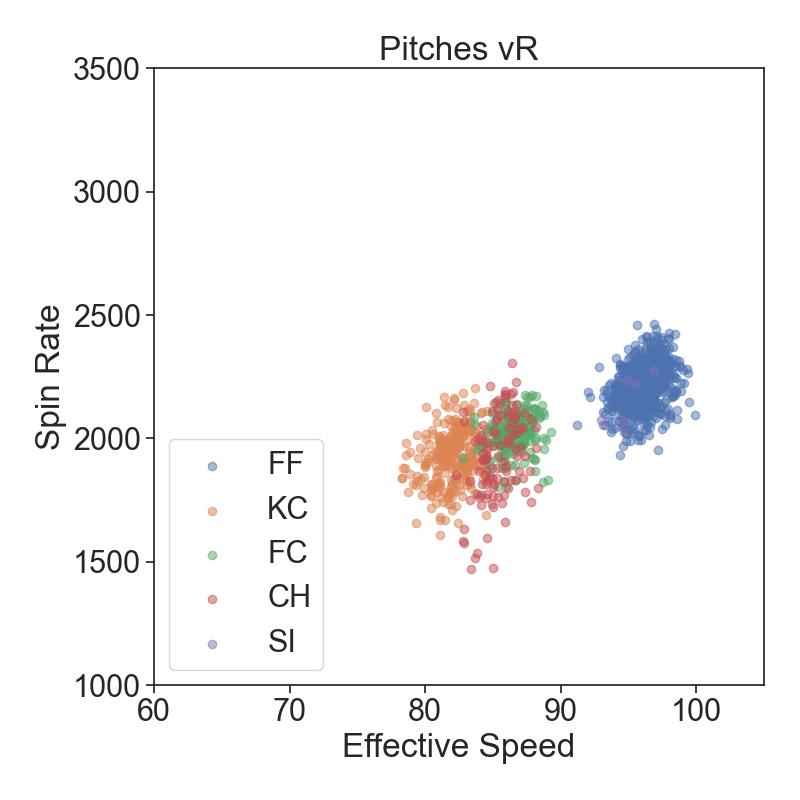 Pitches vR
3500
3000
2500
2000
1500
1000
Spin Rate
FF
KC
FC
CH
SI
60 70 80 90 100
Effective Speed